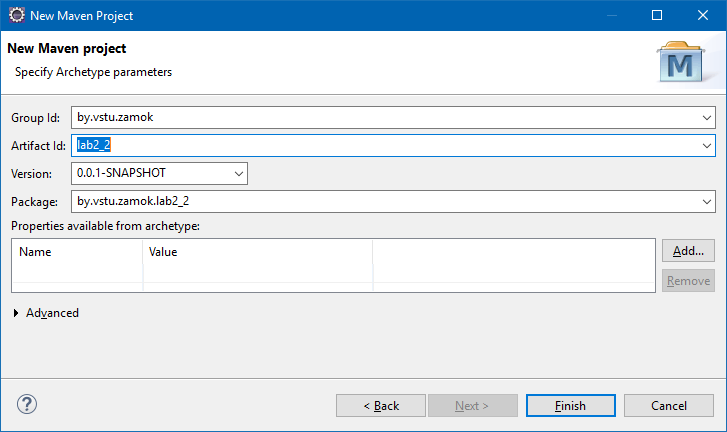 New Maven Project
New Maven project
Specify Archetype parameters
M
Group Id: by.vstu.zamok
Artifact Id: lab2_2
Version: 0.0.1-SNAPSHOT
Package: by.vstu.zamok.lab2_2
Properties available from archetype:
Name Value
Add...
Remove
Advanced
? < Back Next > Finish Cancel